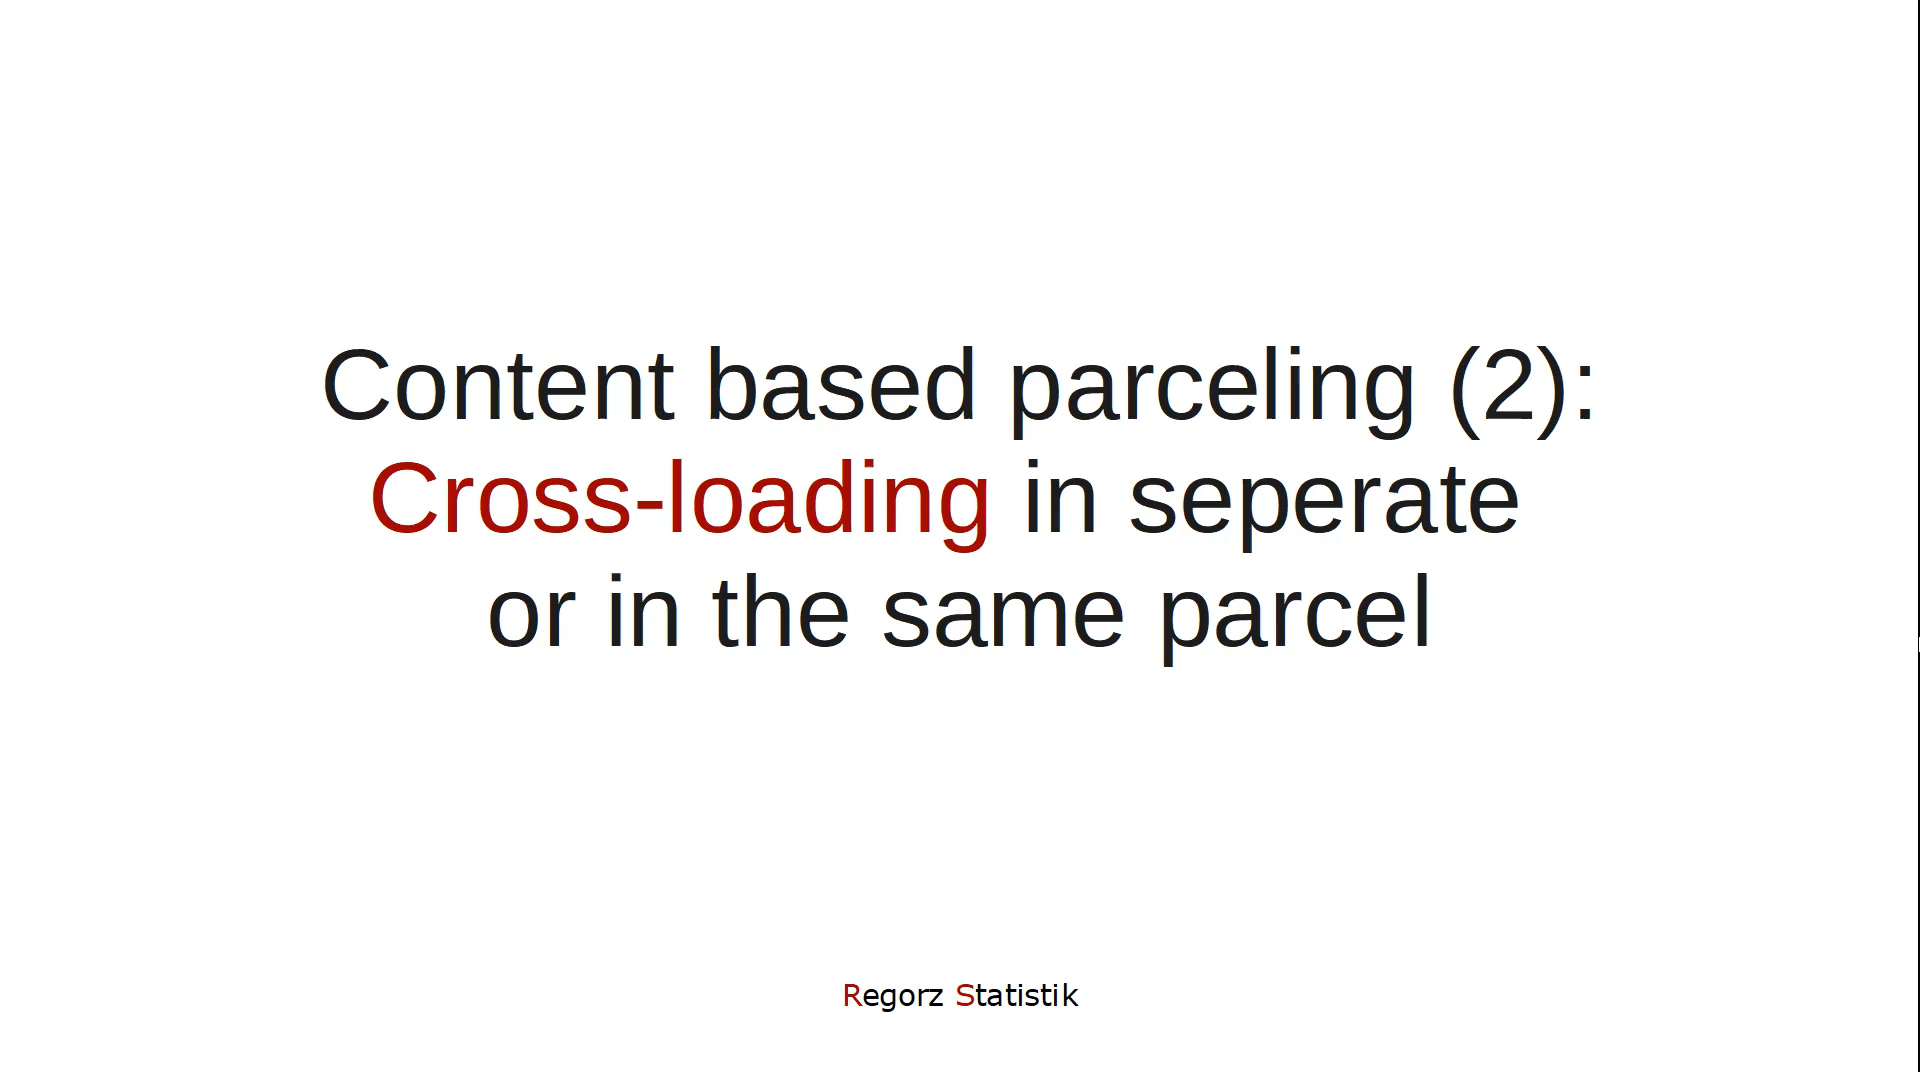 Content based parceling (2):
Cross-loading in seperate
or in the same parcel
Regorz Statistik